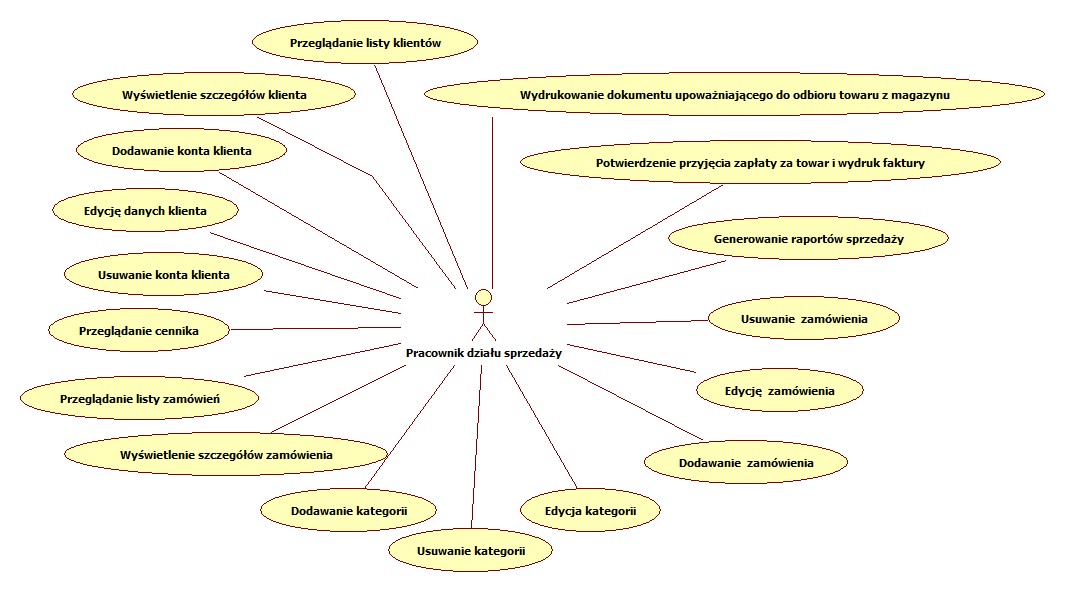 Przeglądanie listy klientów
Wyświetlenie szczegółów klienta
Wydrukowanie dokumentu upoważniającego do odbioru towaru z magazynu
Dodawanie konta klienta
Potwierdzenie przyjęcia zapłaty za towar i wydruk faktury
Edycję danych klienta
Generowanie raportów sprzedaży
Usuwanie konta klienta
Usuwanie zamówienia
Przeglądanie cennika
Pracownik działu sprzedaży
Edycję zamówienia
Przeglądanie listy zamówień
Wyświetlenie szczegółów zamówienia
Dodawanie zamówienia
Dodawanie kategorii
Edycja kategorii
Usuwanie kategorii